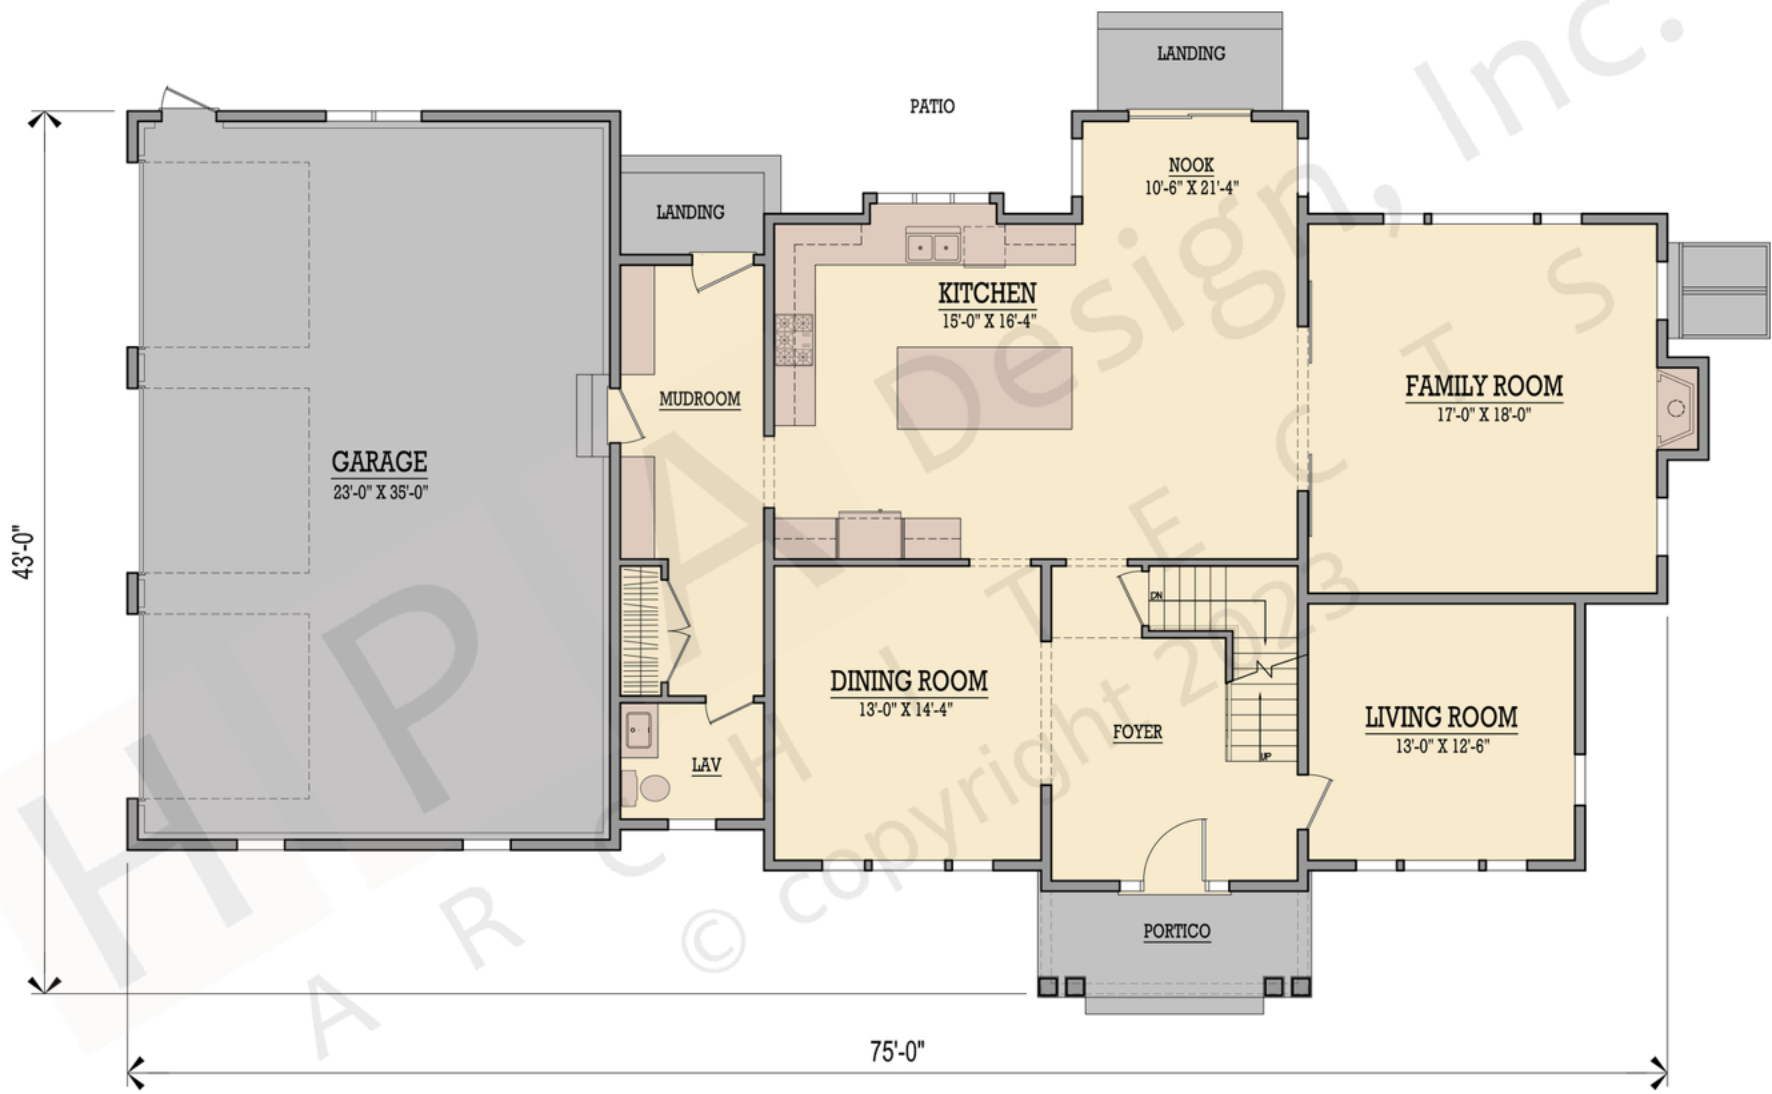 LANDING
PATIO
NOOK
10'-6" X 21'-4"
LANDING
KITCHEN
15'-0" X 16'-4"
MUDROOM
FAMILY ROOM
17'-0" X 18'-0"
GARAGE
23'-0" X 35'-0"
43'-0"
DN
DINING ROOM
13'-0" X 14'-4"
FOYER
LIVING ROOM
13'-0" X 12'-6"
UP
LAV
PORTICO
75'-0"
HPA Design, Inc.
ARCHITECTS
© copyright 2023